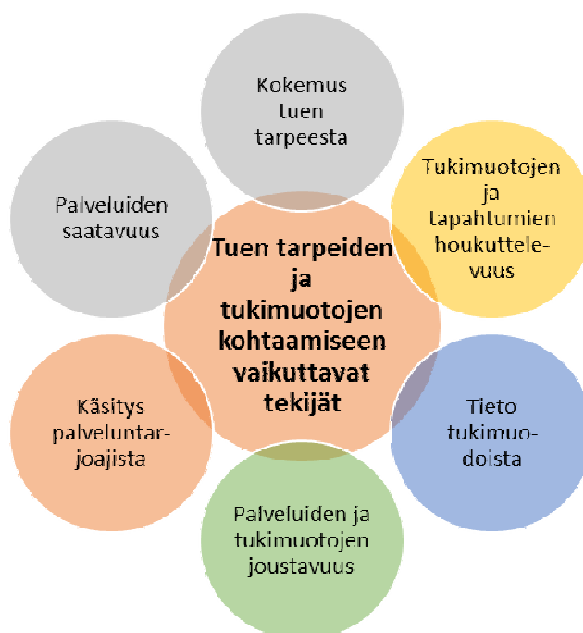 Kokemus
tuen
tarpeesta
Tukimuotojen
ja
tapahtumien
houkuttele-
vuus
Palveluiden
saatavuus
Tuen tarpeiden
ja
tukimuotojen
kohtaamiseen
vaikuttavat
tekijät
Käsitys
palveluntar-
joajista
Tieto
tukimuo-
doista
Palveluiden ja
tukimuotojen
joustavuus